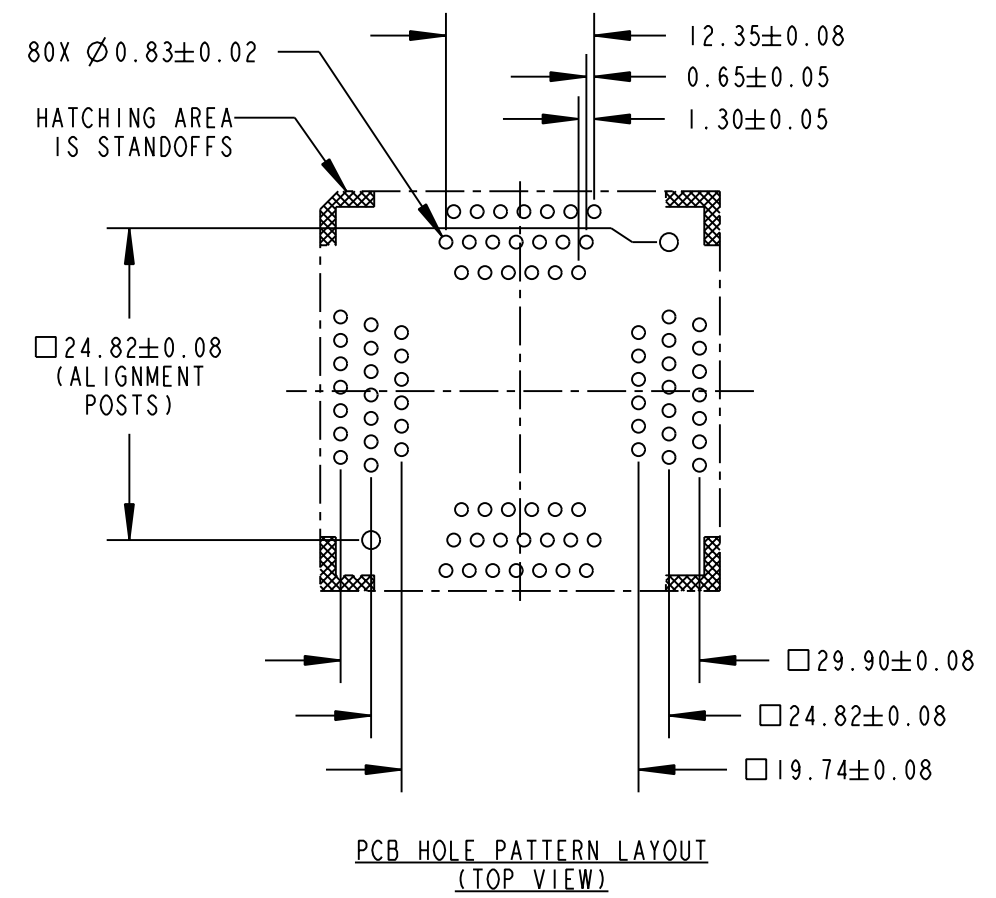 80X Ø0.83±0.02
HATCHING AREA
IS STANDOFFS
12.35±0.08
0.65±0.05
1.30±0.05
□24.82±0.08
(ALIGNMENT
POSTS)
□29.90±0.08
□24.82±0.08
□19.74±0.08
PCB HOLE PATTERN LAYOUT
(TOP VIEW)